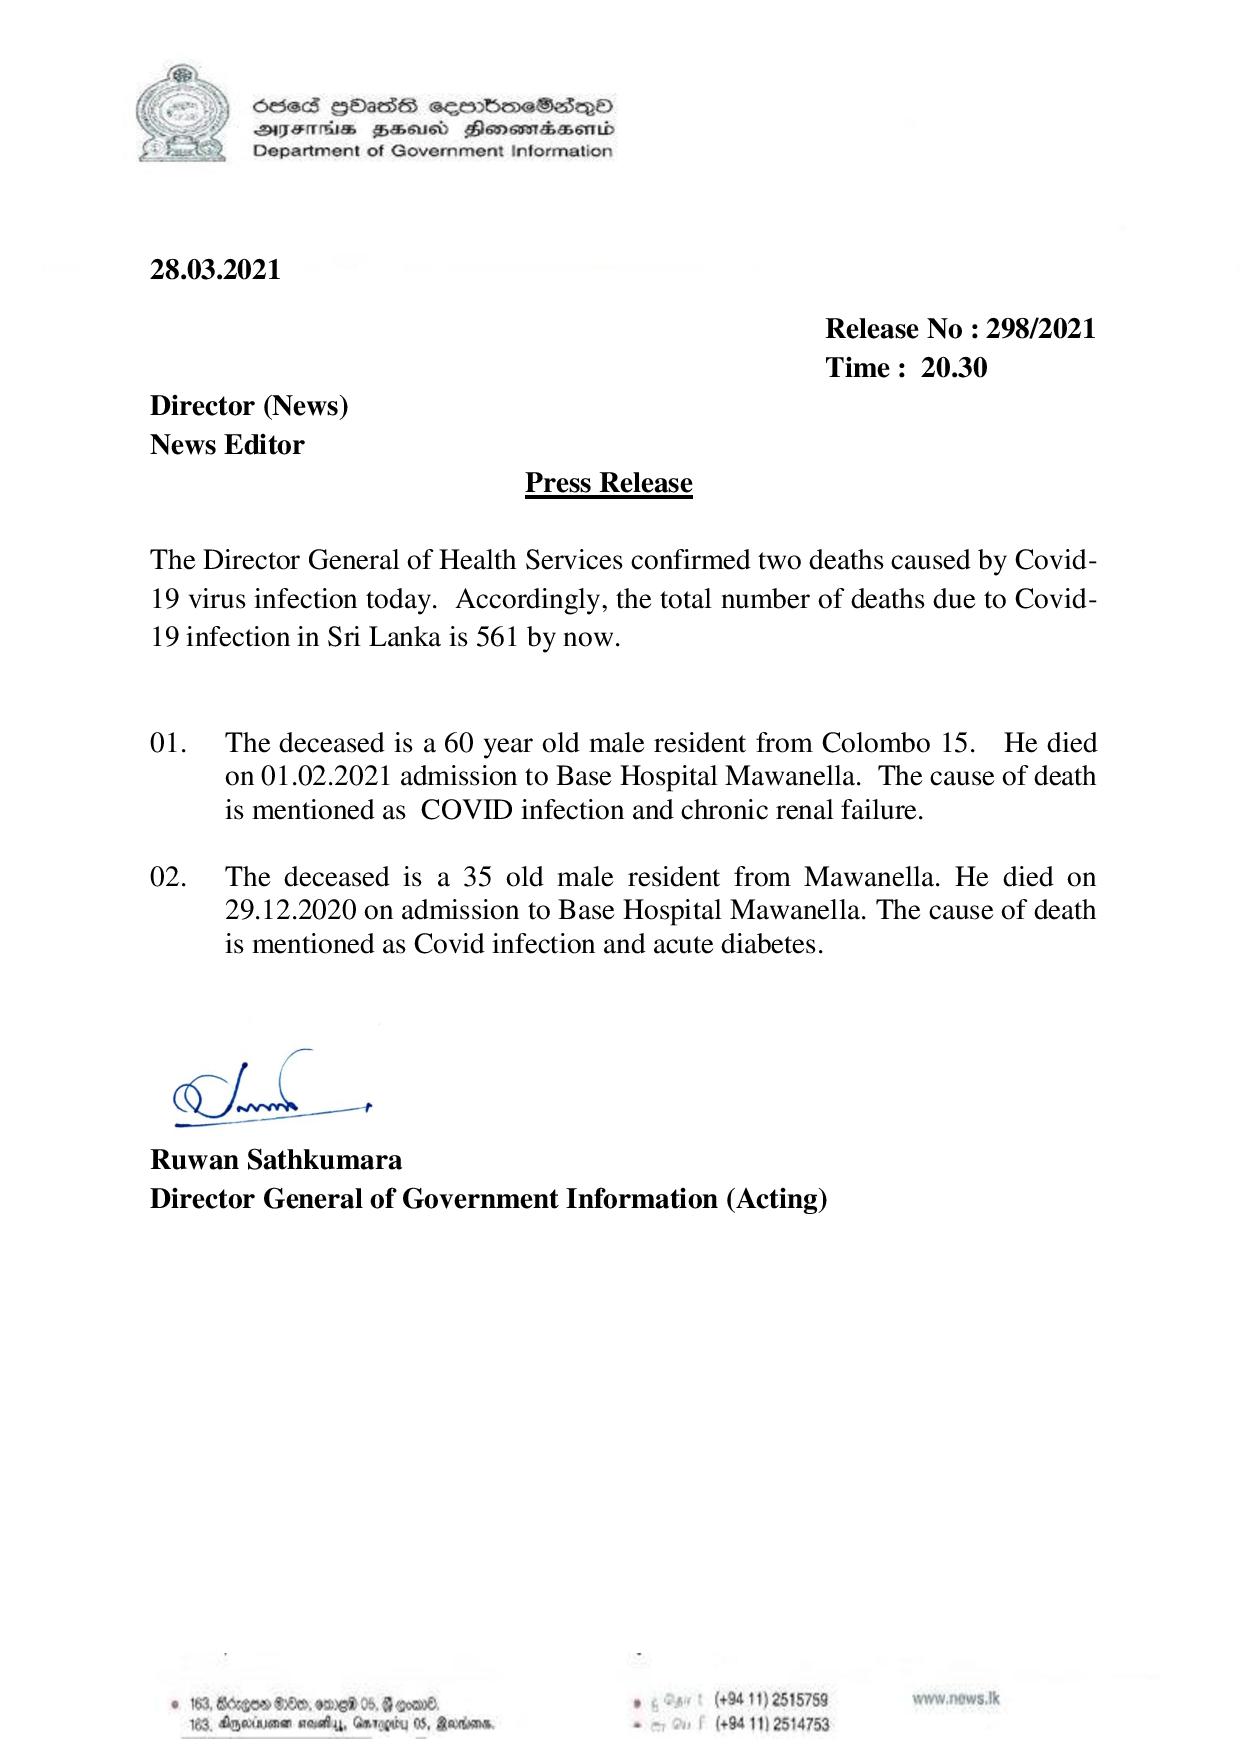 රජයේ ප්‍රවෘත්ති දෙපාර්තමේන්තුව
அரசாங்க தகவல் திணைக்களம்
Department of Government Information
28.03.2021
Release No : 298/2021
Time :  20.30
Director (News)
News Editor
Press Release
The Director General of Health Services confirmed two deaths caused by Covid-
19 virus infection today.  Accordingly, the total number of deaths due to Covid-
19 infection in Sri Lanka is 561 by now.
01. The deceased is a 60 year old male resident from Colombo 15.   He died
on 01.02.2021 admission to Base Hospital Mawanella.  The cause of death
is mentioned as  COVID infection and chronic renal failure.
02. The deceased is a 35 old male resident from Mawanella. He died on
29.12.2020 on admission to Base Hospital Mawanella. The cause of death
is mentioned as Covid infection and acute diabetes.
Ruwan Sathkumara
Director General of Government Information (Acting)
163, කිරුලපන මාවත, කොළඹ 05, ශ්‍රී ලංකාව.
163, கிருலப்பனை எவனியூ, கொழும்பு 05, இலங்கை.
(+94 11) 2515759
(+94 11) 2514753
www.news.lk